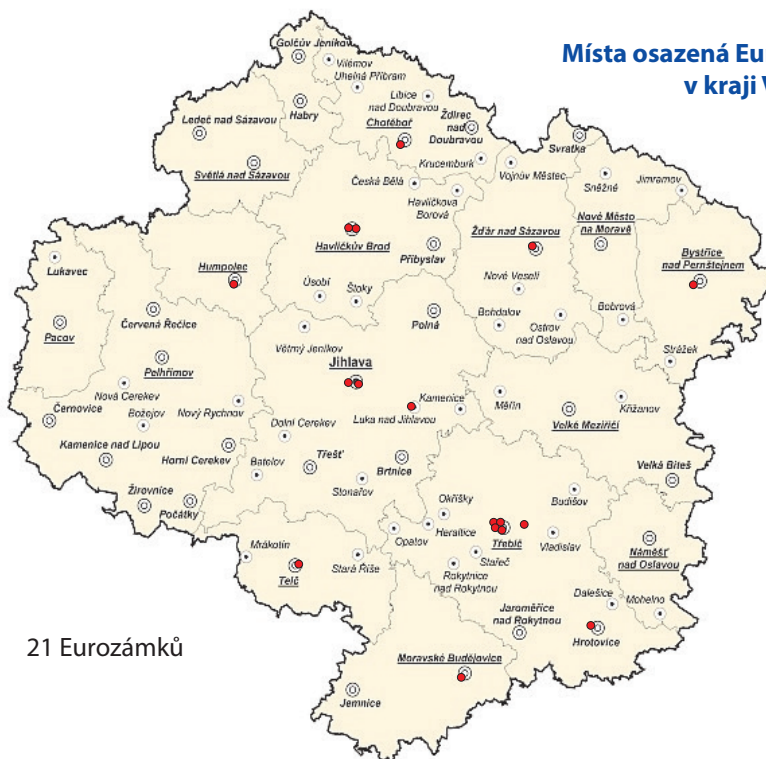 Místa osazená Eu
v kraji V
Golčův Jeníkov
Vilémov
Uhelná Příbram
Libice
nad Doubravou
Habry
Ledeč nad Sázavou
Chotěboř
Ždírec
nad
Doubravou
Světlá nad Sázavou
Krucemburk
Svratka
Vojnův Městec
Sněžné
Jimramov
Česká Bělá
Havlíčkova
Borová
Havlíčkův Brod
Přibyslav
Žďár nad Sázavou
Nové Město
na Moravě
Bystřice
nad Pernštejnem
Lukavec
Humpolec
Úsobí
Štoky
Nové Veselí
Bohdalov
Ostrov
nad Oslavou
Bobrová
Pacov
Červená Řečice
Polná
Větrný Jeníkov
Strážek
Pelhřimov
Jihlava
Nová Cerekev
Černovice
Božejov
Nový Rychnov
Luka nad Jihlavou
Kamenice
Měřín
Křižanov
Velké Meziříčí
Kamenice nad Lipou
Horní Cerekev
Dolní Cerekev
Batelov
Třešť
Brtnice
Stonařov
Velká Bíteš
Žirovnice
Počátky
Okříšky
Budišov
Heraltice
Opatov
Třebíč
Vladislav
Náměšť
nad Oslavou
Mrákotín
Telč
Stará Říše
Stařeč
Rokytnice
nad Rokytnou
Dalešice
Mohelno
Jaroměřice
nad Rokytnou
Hrotovice
21 Eurozámků
Moravské Budějovice
Jemnice